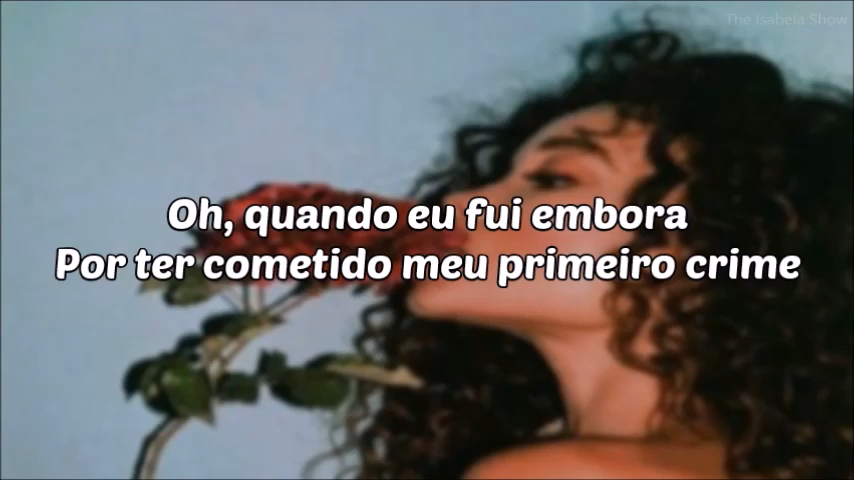 The Isabela Show
Oh, quando eu fui embora
Por ter cometido meu primeiro crime